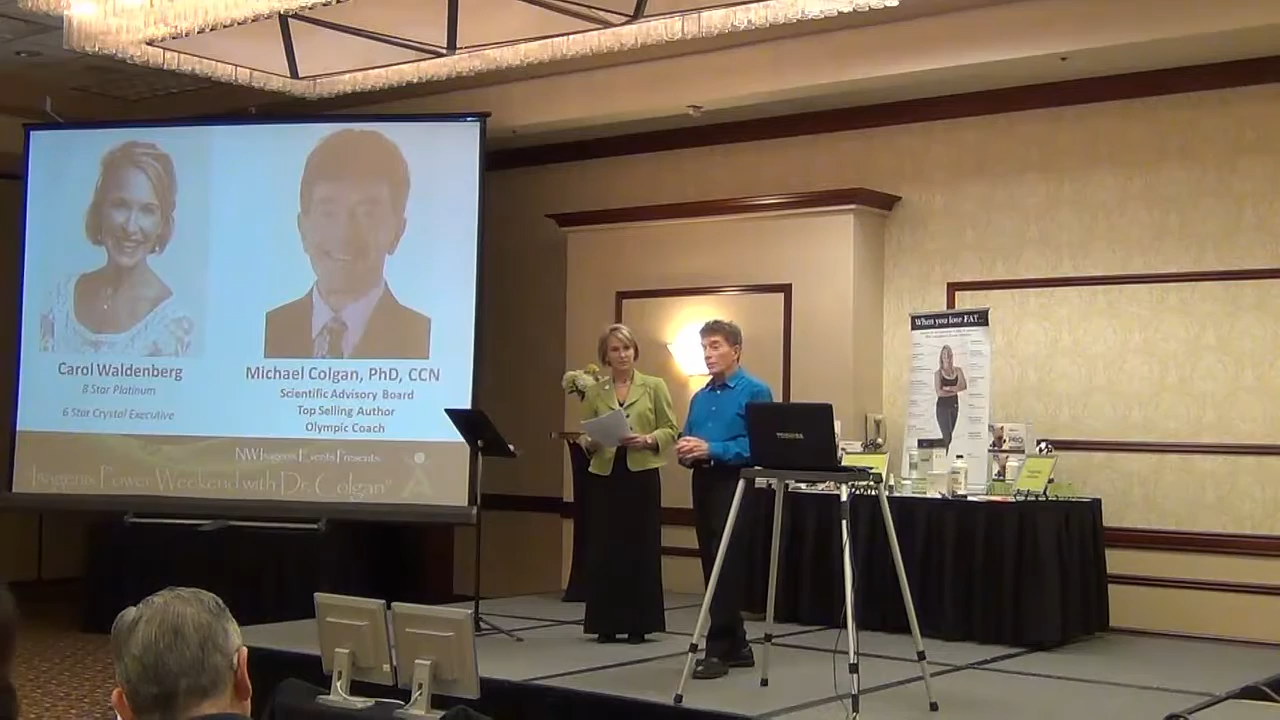 Carol Waldenberg
8 Star Platinum
6 Star Crystal Executive
Michael Colgan, PhD, CCN
Scientific Advisory Board
Top Selling Author
Olympic Coach
NW Isagenix Events Presents
Isagenix Power Weekend with Dr. Colgan"
When you lose FAT...
TOSHIBA